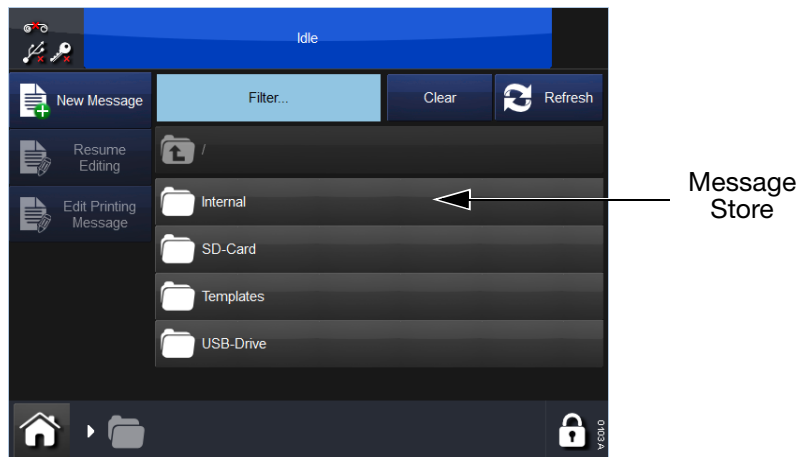 Idle
New Message
Filter...
Clear
Refresh
Resume
Editing
/
Edit Printing
Message
Internal
Message
Store
SD-Card
Templates
USB-Drive
0103 A